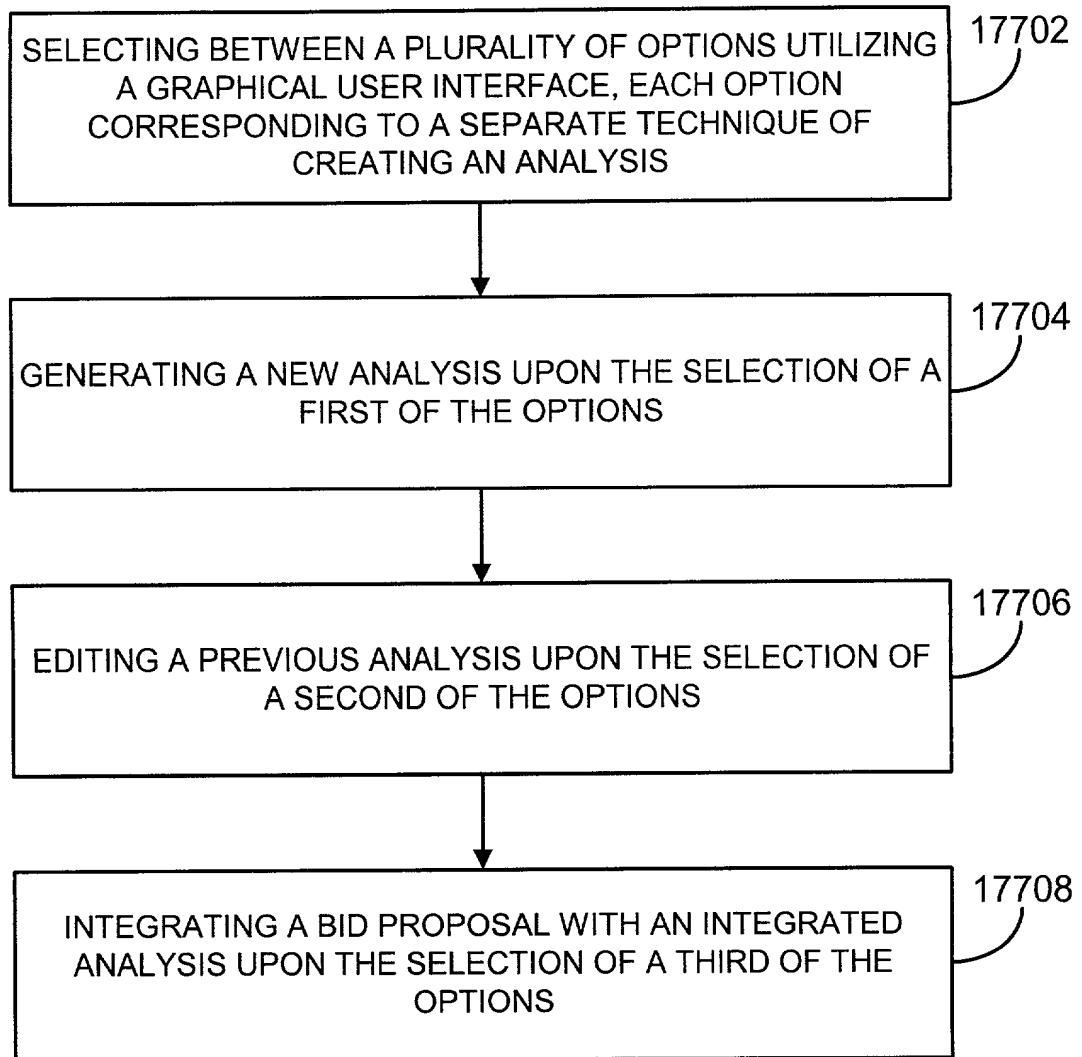 17702
SELECTING BETWEEN A PLURALITY OF OPTIONS UTILIZING
A GRAPHICAL USER INTERFACE, EACH OPTION
CORRESPONDING TO A SEPARATE TECHNIQUE OF
CREATING AN ANALYSIS
17704
GENERATING A NEW ANALYSIS UPON THE SELECTION OF A
FIRST OF THE OPTIONS
17706
EDITING A PREVIOUS ANALYSIS UPON THE SELECTION OF
A SECOND OF THE OPTIONS
17708
INTEGRATING A BID PROPOSAL WITH AN INTEGRATED
ANALYSIS UPON THE SELECTION OF A THIRD OF THE
OPTIONS